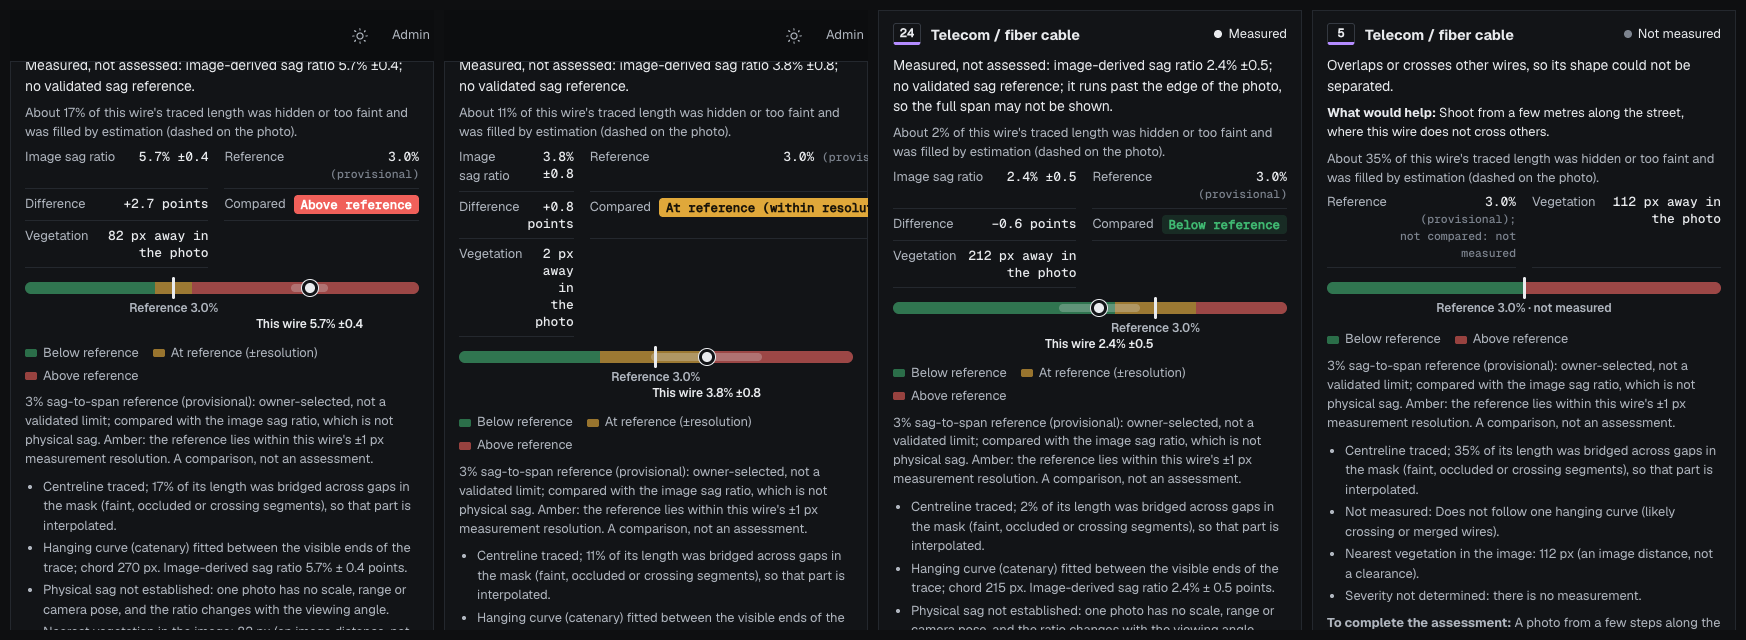 Admin
Measured, not assessed: image-derived sag ratio 5.7% ±0.4;
no validated sag reference.
About 17% of this wire's traced length was hidden or too faint and
was filled by estimation (dashed on the photo).
Image sag ratio 5.7% ±0.4 Reference 3.0%
(provisional)
Difference +2.7 points Compared Above reference
Vegetation 82 px away in
the photo
Reference 3.0%
This wire 5.7% ±0.4
Below reference At reference (±resolution)
Above reference
3% sag-to-span reference (provisional): owner-selected, not a
validated limit; compared with the image sag ratio, which is not
physical sag. Amber: the reference lies within this wire's ±1 px
measurement resolution. A comparison, not an assessment.
• Centreline traced; 17% of its length was bridged across gaps in
the mask (faint, occluded or crossing segments), so that part is
interpolated.
• Hanging curve (catenary) fitted between the visible ends of the
trace; chord 270 px. Image-derived sag ratio 5.7% ± 0.4 points.
• Physical sag not established: one photo has no scale, range or
camera pose, and the ratio changes with the viewing angle.
Admin
Measured, not assessed: image-derived sag ratio 3.8% ±0.8;
no validated sag reference.
About 11% of this wire's traced length was hidden or too faint and
was filled by estimation (dashed on the photo).
Image
sag ratio
3.8%
±0.8
Reference 3.0% (provis
Difference +0.8
points
Compared At reference (within resolu
Vegetation 2 px
away
in
the
photo
Reference 3.0%
This wire 3.8% ±0.8
Below reference At reference (±resolution)
Above reference
3% sag-to-span reference (provisional): owner-selected, not a
validated limit; compared with the image sag ratio, which is not
physical sag. Amber: the reference lies within this wire's ±1 px
measurement resolution. A comparison, not an assessment.
• Centreline traced; 11% of its length was bridged across gaps in
the mask (faint, occluded or crossing segments), so that part is
interpolated.
• Hanging curve (catenary) fitted between the visible ends of the
24 Telecom / fiber cable Measured
Measured, not assessed: image-derived sag ratio 2.4% ±0.5;
no validated sag reference; it runs past the edge of the photo,
so the full span may not be shown.
About 2% of this wire's traced length was hidden or too faint and
was filled by estimation (dashed on the photo).
Image sag ratio 2.4% ±0.5 Reference 3.0%
(provisional)
Difference −0.6 points Compared Below reference
Vegetation 212 px away in
the photo
Reference 3.0%
This wire 2.4% ±0.5
Below reference At reference (±resolution)
Above reference
3% sag-to-span reference (provisional): owner-selected, not a
validated limit; compared with the image sag ratio, which is not
physical sag. Amber: the reference lies within this wire's ±1 px
measurement resolution. A comparison, not an assessment.
• Centreline traced; 2% of its length was bridged across gaps in
the mask (faint, occluded or crossing segments), so that part is
interpolated.
• Hanging curve (catenary) fitted between the visible ends of the
trace; chord 215 px. Image-derived sag ratio 2.4% ± 0.5 points.
• Physical sag not established: one photo has no scale, range or
5 Telecom / fiber cable Not measured
Overlaps or crosses other wires, so its shape could not be
separated.
What would help: Shoot from a few metres along the street,
where this wire does not cross others.
About 35% of this wire's traced length was hidden or too faint and
was filled by estimation (dashed on the photo).
Reference 3.0%
(provisional);
not compared: not
measured
Vegetation 112 px away in
the photo
Reference 3.0% · not measured
Below reference Above reference
3% sag-to-span reference (provisional): owner-selected, not a
validated limit; compared with the image sag ratio, which is not
physical sag. Amber: the reference lies within this wire's ±1 px
measurement resolution. A comparison, not an assessment.
• Centreline traced; 35% of its length was bridged across gaps in
the mask (faint, occluded or crossing segments), so that part is
interpolated.
• Not measured: Does not follow one hanging curve (likely
crossing or merged wires).
• Nearest vegetation in the image: 112 px (an image distance, not
a clearance).
• Severity not determined: there is no measurement.
To complete the assessment: A photo from a few steps along the